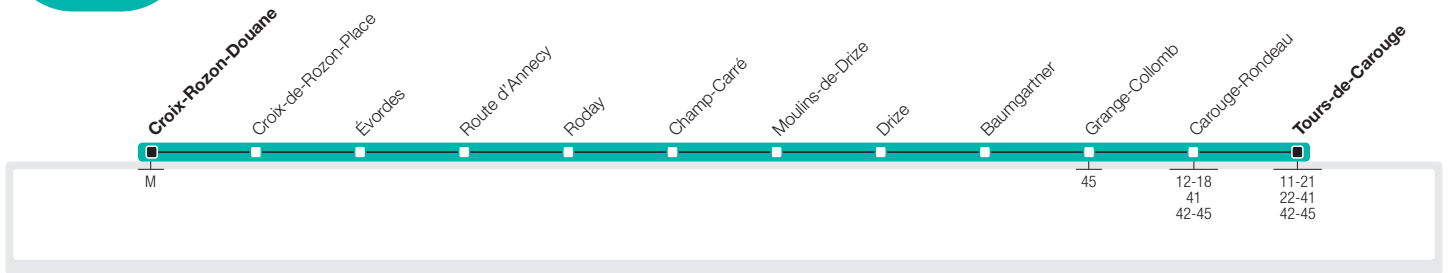 Croix-Rozon-Douane
Croix-de-Rozon-Place
Évordes
Route d'Annecy
Roday
Champ-Carré
Moulins-de-Drize
Drize
Baumgartner
Grange-Collomb
Carouge-Rondeau
Tours-de-Carouge
M
45
12-18
41
42-45
11-21
22-41
42-45